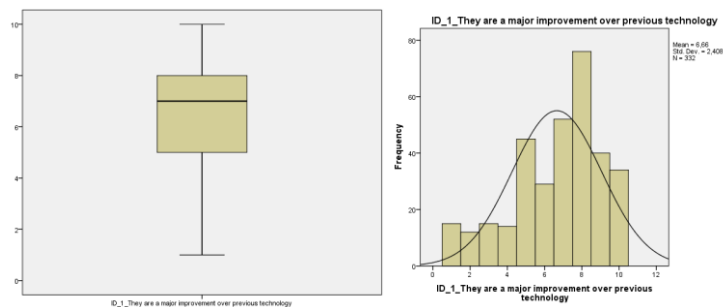 10
8
6
4
2
0
ID_1_They are a major improvement over previous technology
ID_1_They are a major improvement over previous technology
Mean = 6,66
Std. Dev. = 2,408
N = 332
Frequency
80
60
40
20
0
0 2 4 6 8 10 12
ID_1_They are a major improvement over previous
technology